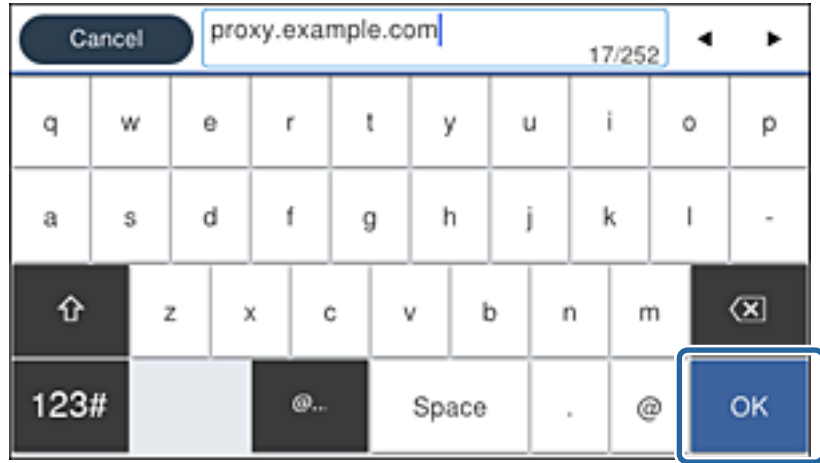 Cancel proxy.example.com
17/252
q w e r t y u i o p
a s d f g h j k l -
z x c v b n m
123# @... Space . @ OK